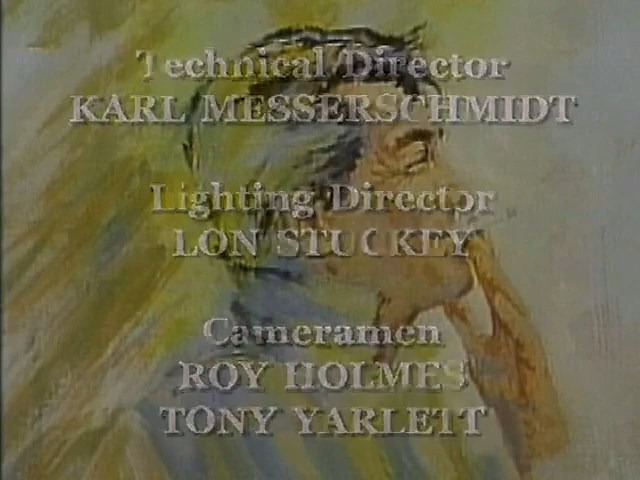 Technical Director
KARL MESSERSCHMIDT
Lighting Director
LON STUCKEY
Cameramen
ROY HOLMES
TONY YARLETT